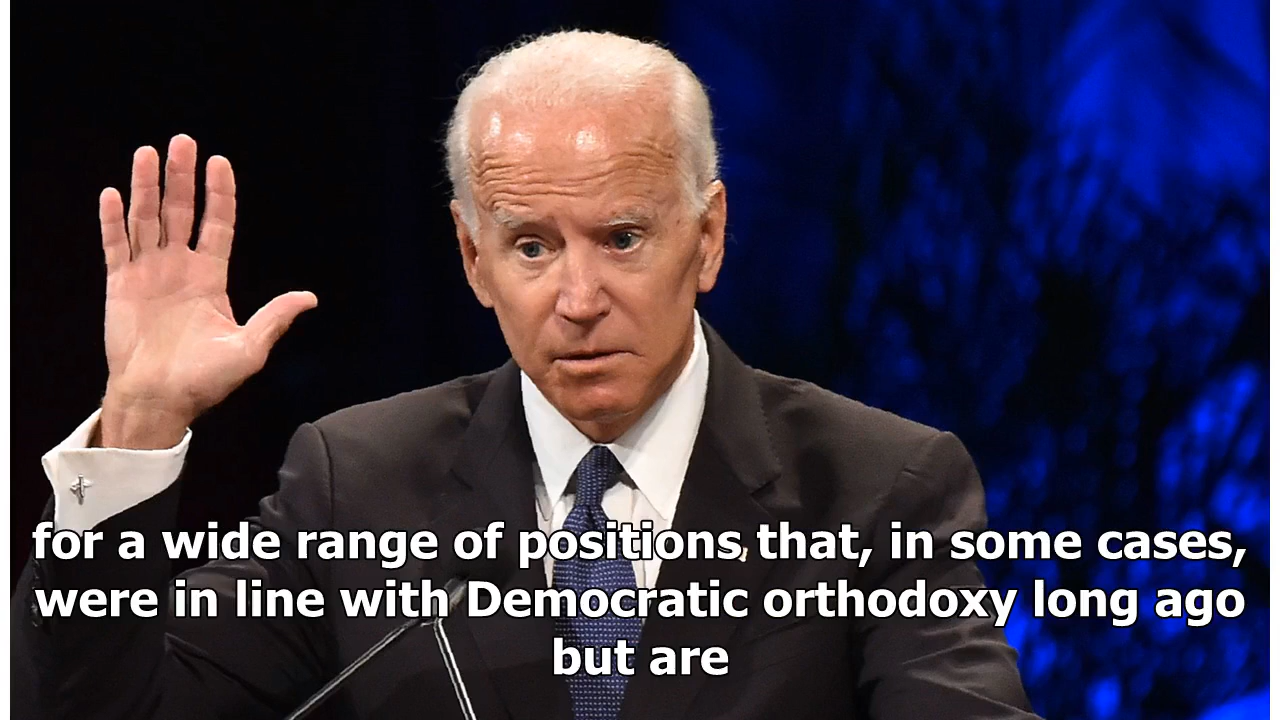 for a wide range of positions that, in some cases,
were in line with Democratic orthodoxy long ago
but are